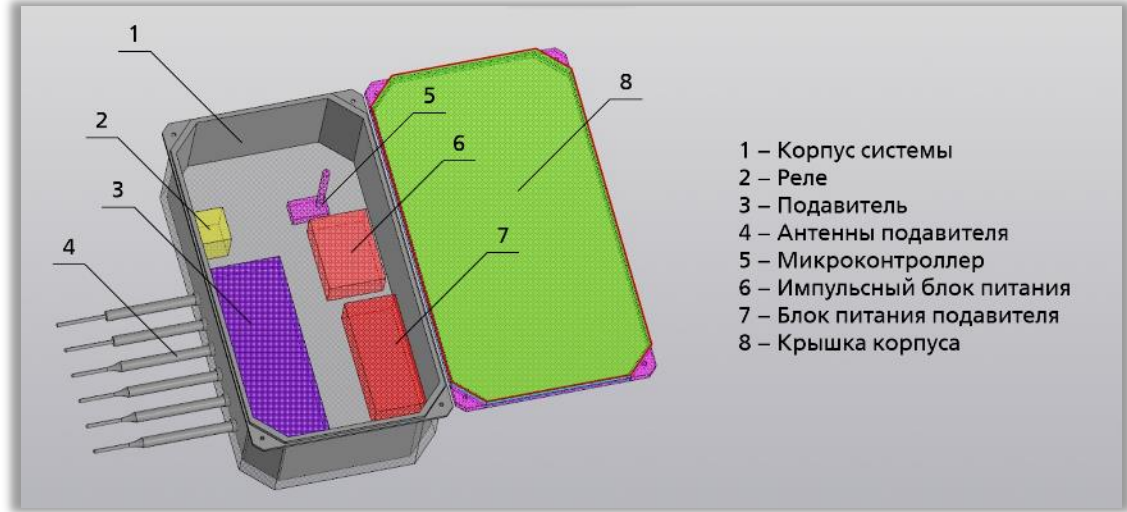 1
2
3
4
5
6
7
8
1 – Корпус системы
2 – Реле
3 – Подавитель
4 – Антенны подавителя
5 – Микроконтроллер
6 – Импульсный блок питания
7 – Блок питания подавителя
8 – Крышка корпуса